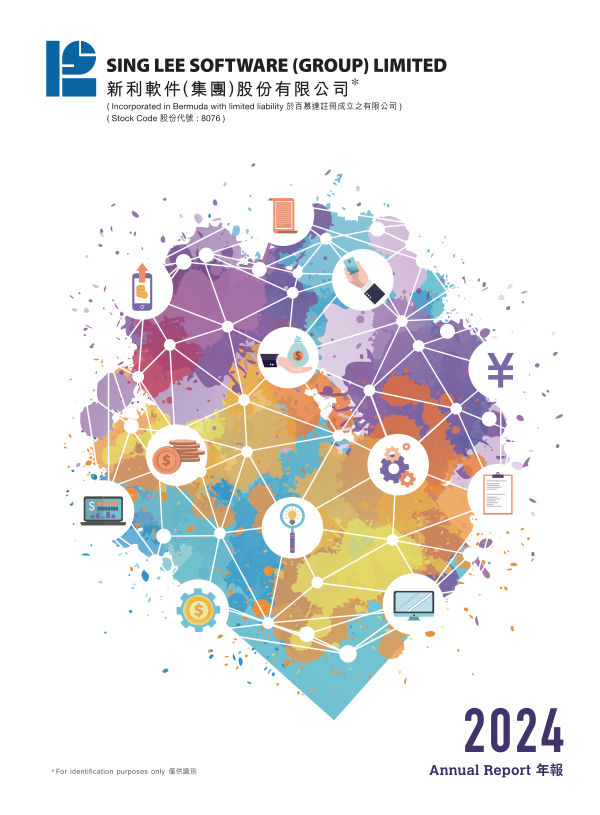 SING LEE SOFTWARE (GROUP) LIMITED
新利軟件(集團)股份有限公司*
( Incorporated in Bermuda with limited liability 於百慕達註冊成立之有限公司 )
( Stock Code 股份代號 : 8076 )
$
¥
$
$
$
2024
Annual Report 年報
* For identification purposes only 僅供識別